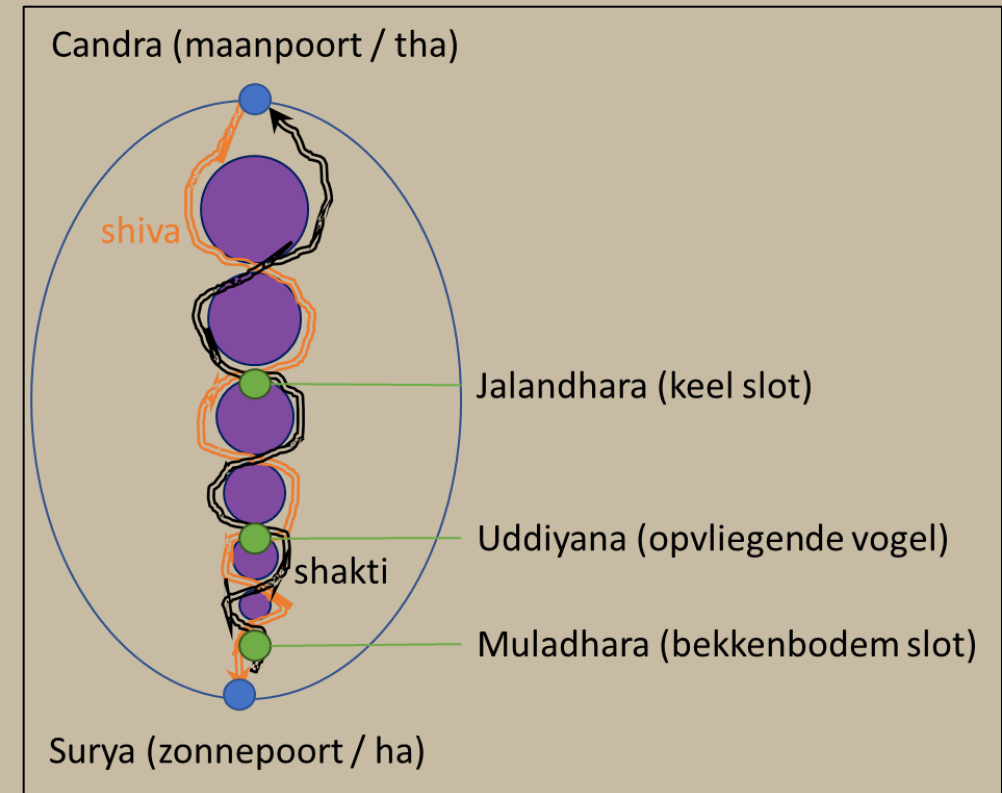 Candra (maanpoort / tha)
shiva
Jalandhara (keel slot)
Uddiyana (opvliegende vogel)
shakti
Muladhara (bekkenbodem slot)
Surya (zonnepoort / ha)